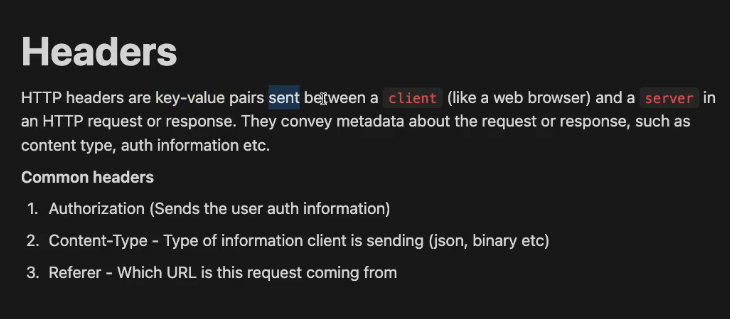 Headers
HTTP headers are key-value pairs sent between a client (like a web browser) and a server in
an HTTP request or response. They convey metadata about the request or response, such as
content type, auth information etc.
Common headers
1. Authorization (Sends the user auth information)
2. Content-Type - Type of information client is sending (json, binary etc)
3. Referer - Which URL is this request coming from